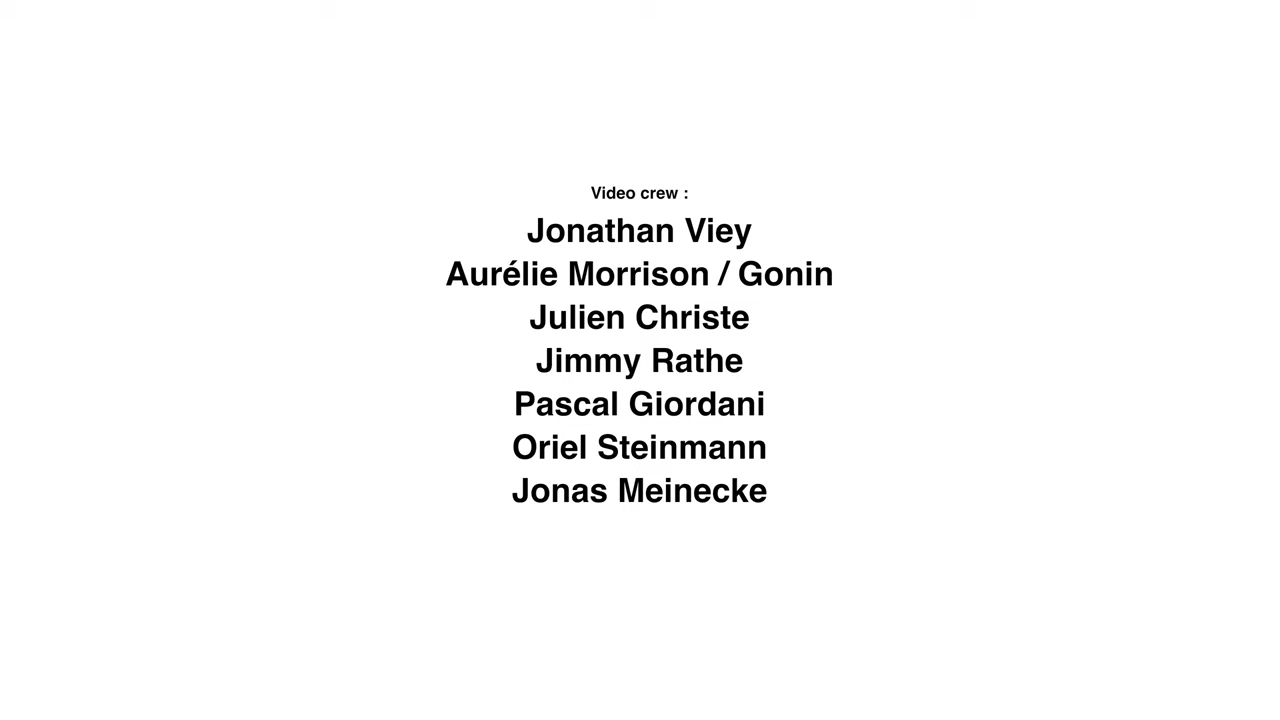 Video crew :
Jonathan Viey
Aurélie Morrison / Gonin
Julien Christe
Jimmy Rathe
Pascal Giordani
Oriel Steinmann
Jonas Meinecke